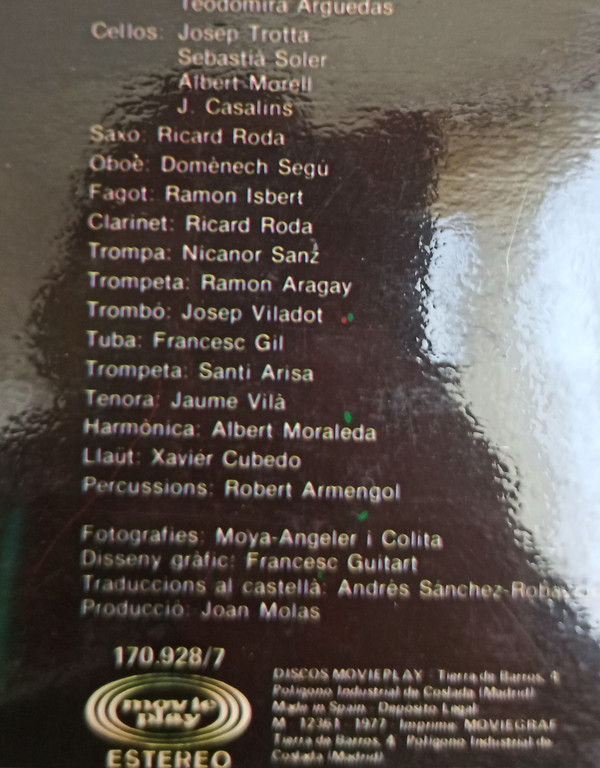 Teodomira Arguedas
Cellos: Josep Trotta
Sebastià Soler
Albert Morell
J. Casalins
Saxo: Ricard Roda
Oboè: Domènech Segú
Fagot: Ramon Isbert
Clarinet: Ricard Roda
Trompa: Nicanor Sanz
Trompeta: Ramon Aragay
Trombó: Josep Viladot
Tuba: Francesc Gil
Trompeta: Santi Arisa
Tenora: Jaume Vilà
Harmònica: Albert Moraleda
Llaüt: Xavier Cubedo
Percussions: Robert Armengol
Fotografies: Moya-Angeler i Colita
Disseny gràfic: Francesc Guitart
Traduccions al castellà: Andrés Sánchez-
Producció: Joan Molas
170.928/7
movie
play
ESTEREO
DISCOS MOVIEPLAY - Tierra de Barros, 4
Polígono Industrial de Coslada (Madrid)
Made in Spain - Depósito Legal
M - 12361 - 1977 - Imprime: MOVIEGRAF
Tierra de Barros, 4 - Polígono Industrial de
Coslada (Madrid)